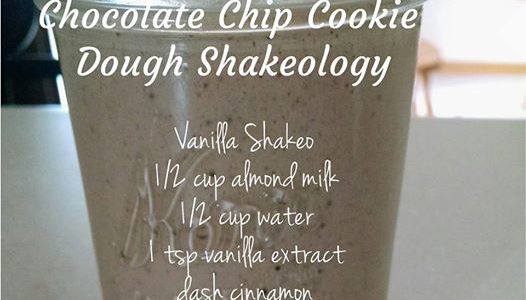 Chocolate Chip Cookie
Dough Shakeology
Vanilla Shakeo
1/2 cup almond milk
1/2 cup water
1 tsp vanilla extract
dash cinnamon